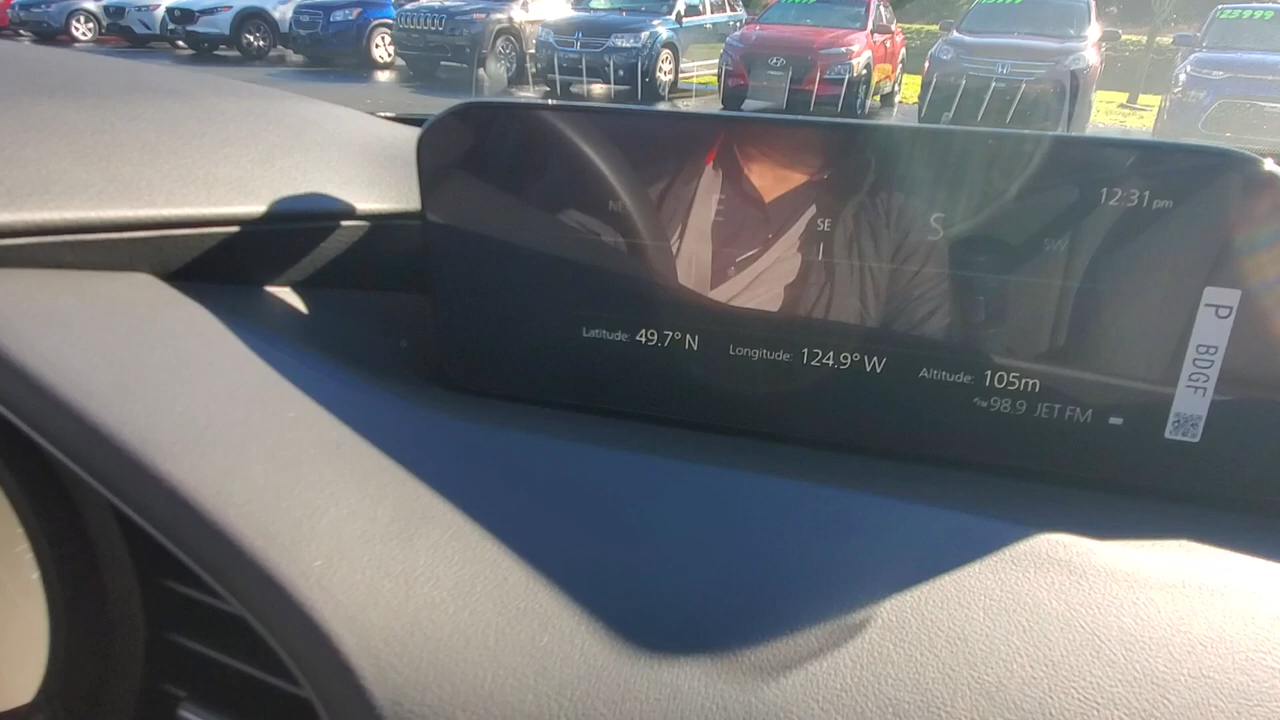 23999
12:31 pm
NE
E
SE
S
SW
Latitude: 49.7° N
Longitude: 124.9° W
Altitude: 105m
98.9 JET FM
P BDGF